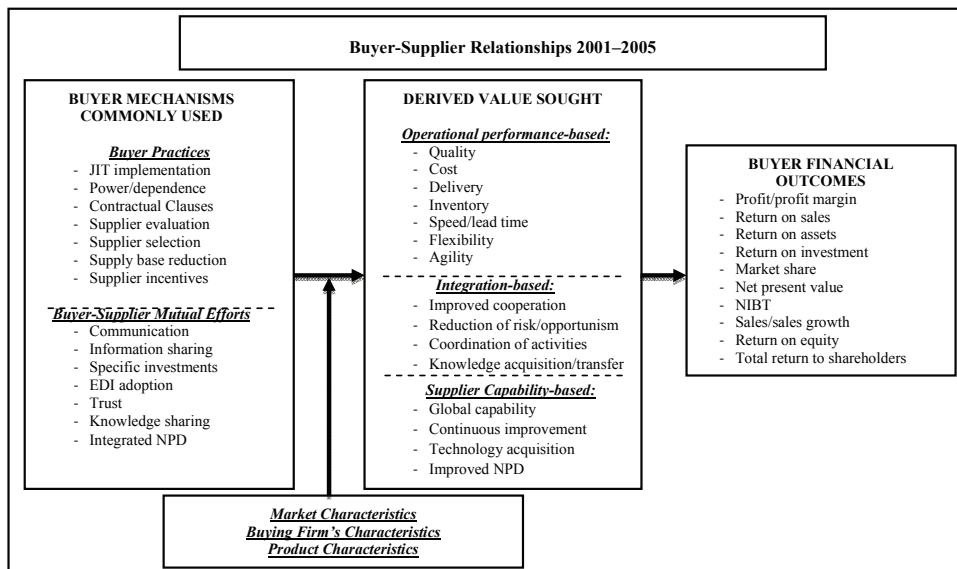 Buyer-Supplier Relationships 2001–2005
BUYER MECHANISMS
COMMONLY USED
Buyer Practices
- JIT implementation
- Power/dependence
- Contractual Clauses
- Supplier evaluation
- Supplier selection
- Supply base reduction
- Supplier incentives
Buyer-Supplier Mutual Efforts
- Communication
- Information sharing
- Specific investments
- EDI adoption
- Trust
- Knowledge sharing
- Integrated NPD
DERIVED VALUE SOUGHT
Operational performance-based:
- Quality
- Cost
- Delivery
- Inventory
- Speed/lead time
- Flexibility
- Agility
Integration-based:
- Improved cooperation
- Reduction of risk/opportunism
- Coordination of activities
- Knowledge acquisition/transfer
Supplier Capability-based:
- Global capability
- Continuous improvement
- Technology acquisition
- Improved NPD
BUYER FINANCIAL
OUTCOMES
- Profit/profit margin
- Return on sales
- Return on assets
- Return on investment
- Market share
- Net present value
- NIBT
- Sales/sales growth
- Return on equity
- Total return to shareholders
Market Characteristics
Buying Firm's Characteristics
Product Characteristics